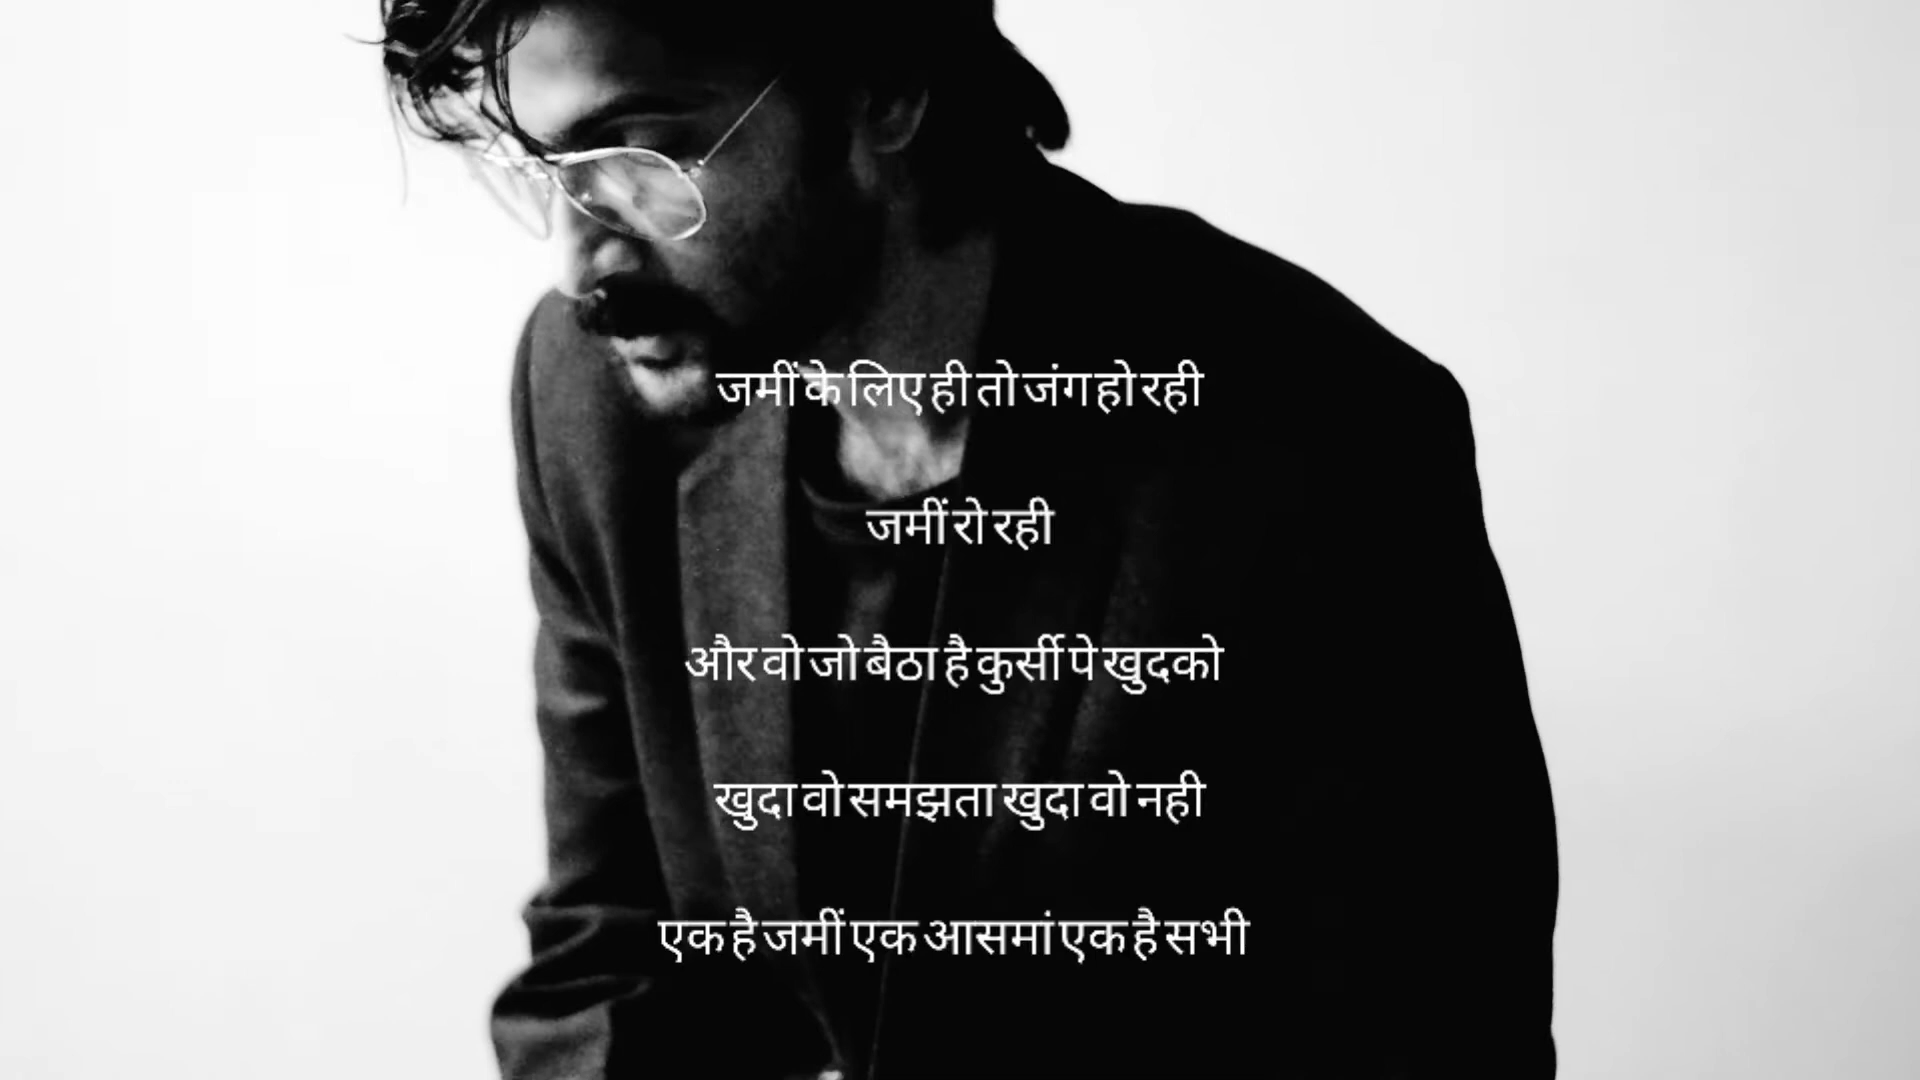 जमीं के लिए ही तो जंग हो रही
जमीं रो रही
और वो जो बैठा है कुर्सी पे खुदको
खुदा वो समझता खुदा वो नही
एक है जमीं एक आसमां एक है सभी